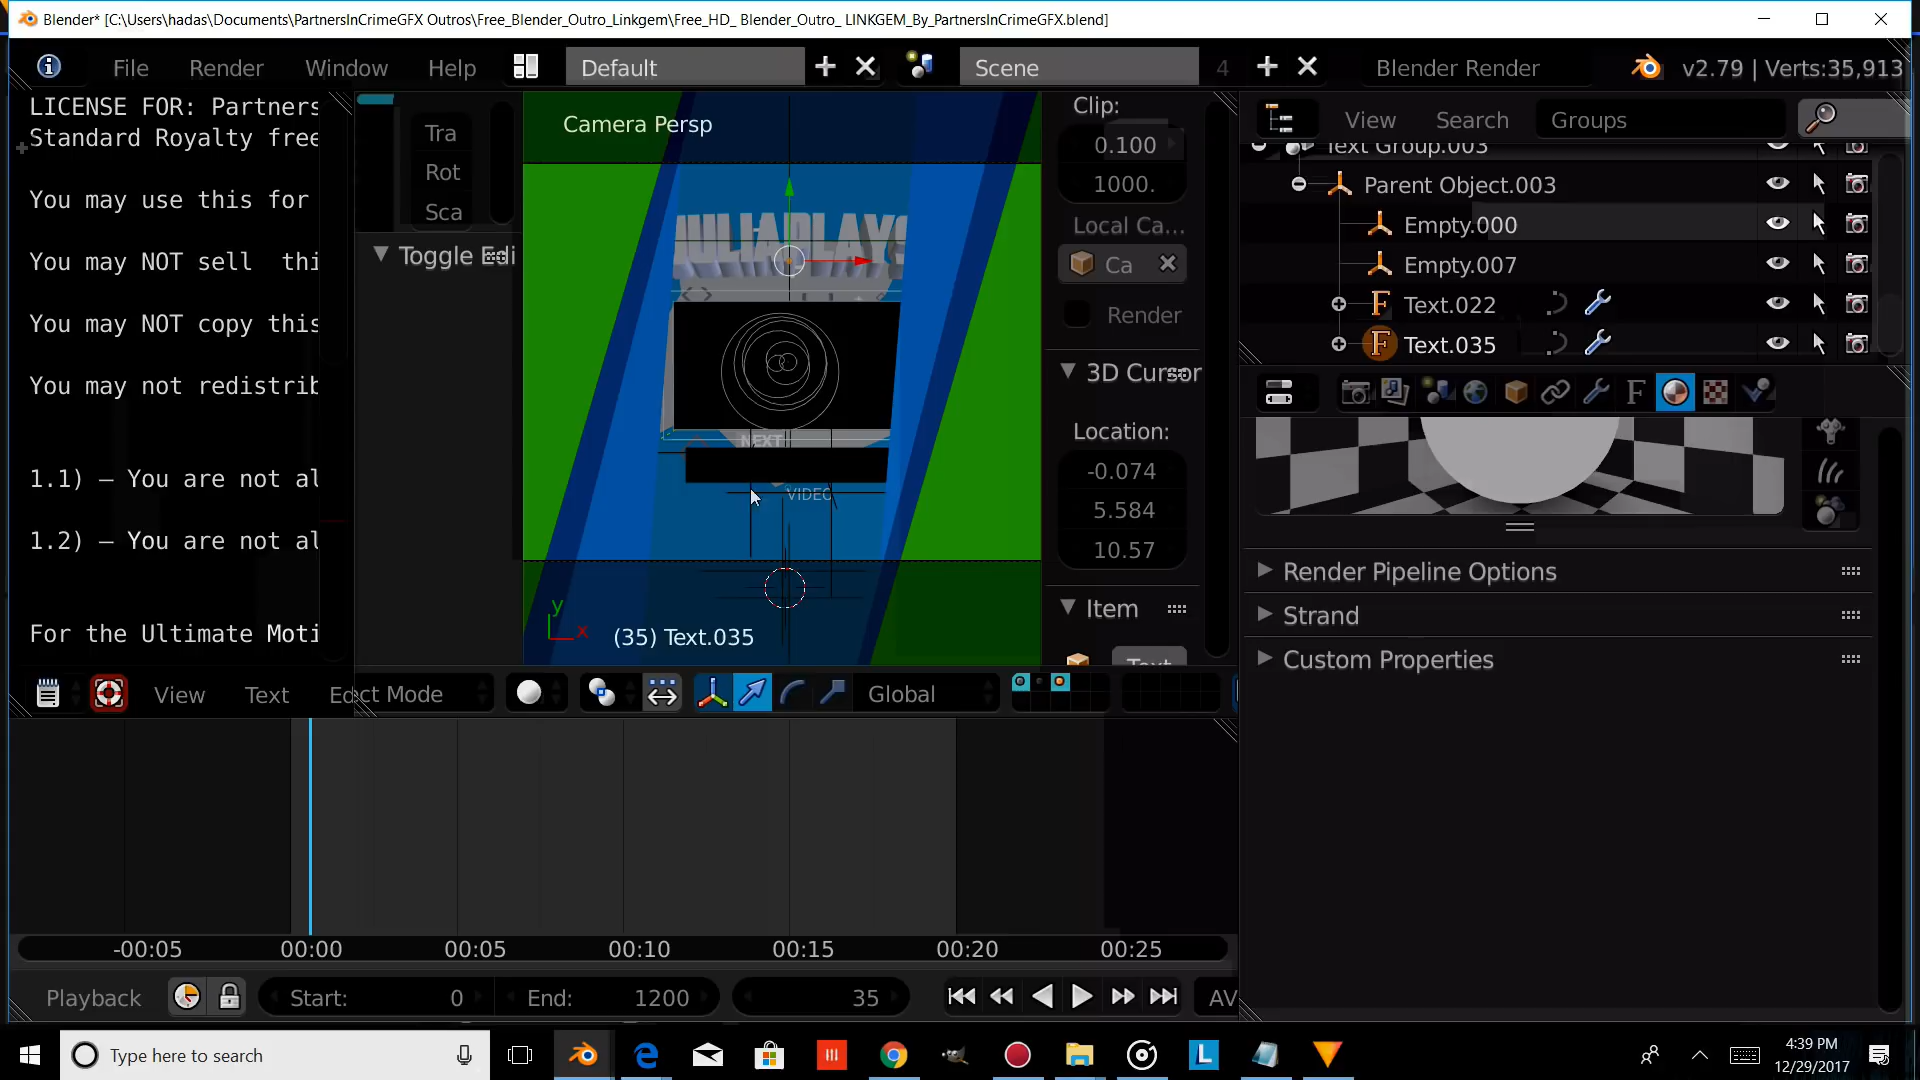 Blender* [C:\Users\hadas\Documents\PartnersInCrimeGFX Outros\Free_Blender_Outro_Linkgem\Free_HD_ Blender_Outro_ LINKGEM_By_PartnersInCrimeGFX.blend]
File Render Window Help Default Scene 4 Blender Render v2.79 | Verts:35,913
LICENSE FOR: Partners
Standard Royalty free
You may use this for
You may NOT sell thi
You may NOT copy this
You may not redistrib
1.1) – You are not al
1.2) – You are not al
For the Ultimate Moti
View Text Ed
Tra
Rot
Sca
Toggle Edi
Camera Persp
JULIAPLAYS
NEXT
VIDEO
y
x
(35) Text.035
ct Mode Global
Clip:
0.100
1000.
Local Ca...
Ca
Render
3D Cursor
Location:
-0.074
5.584
10.57
Item
Text
View Search Groups
Text Group.003
Parent Object.003
Empty.000
Empty.007
F Text.022
F Text.035
F
Render Pipeline Options
Strand
Custom Properties
-00:05 00:00 00:05 00:10 00:15 00:20 00:25
Playback Start: 0 End: 1200 35 AV
Type here to search
L
4:39 PM
12/29/2017